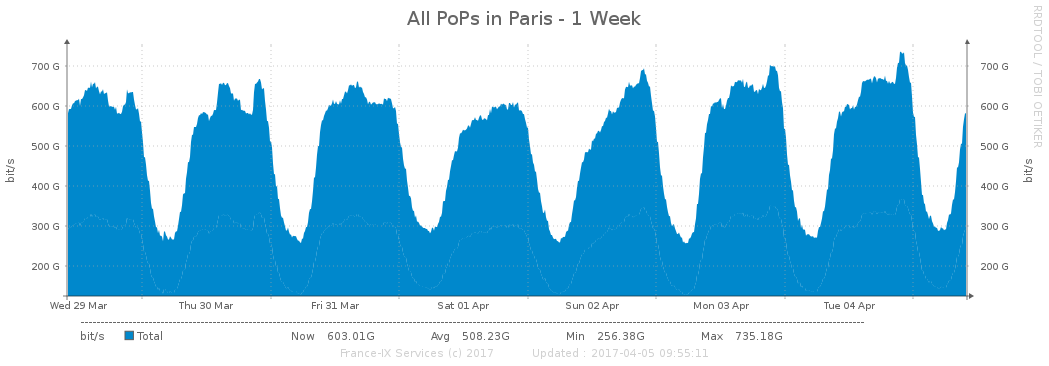 All PoPs in Paris - 1 Week
RRDTOOL / TOBI OETIKER
bit/s
700 G
600 G
500 G
400 G
300 G
200 G
700 G
600 G
500 G
400 G
300 G
200 G
bit/s
Wed 29 Mar Thu 30 Mar Fri 31 Mar Sat 01 Apr Sun 02 Apr Mon 03 Apr Tue 04 Apr
bit/s Total Now 603.01G Avg 508.23G Min 256.38G Max 735.18G
France-IX Services (c) 2017 Updated : 2017-04-05 09:55:11